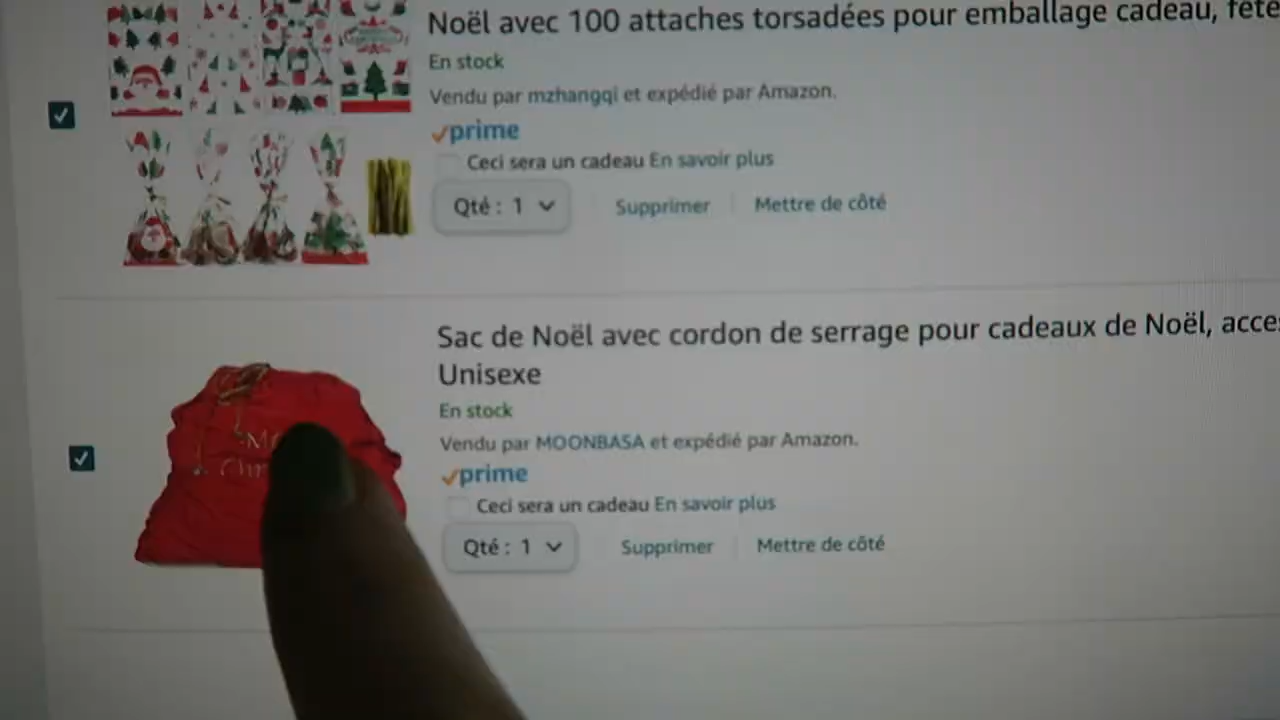 Noël avec 100 attaches torsadées pour emballage cadeau, fête
En stock
Vendu par mzhangqi et expédié par Amazon.
prime
Ceci sera un cadeau En savoir plus
Qté : 1
Supprimer
Mettre de côté
Sac de Noël avec cordon de serrage pour cadeaux de Noël, acce
Unisexe
En stock
Vendu par MOONBASA et expédié par Amazon.
prime
Ceci sera un cadeau En savoir plus
Qté : 1
Supprimer
Mettre de côté